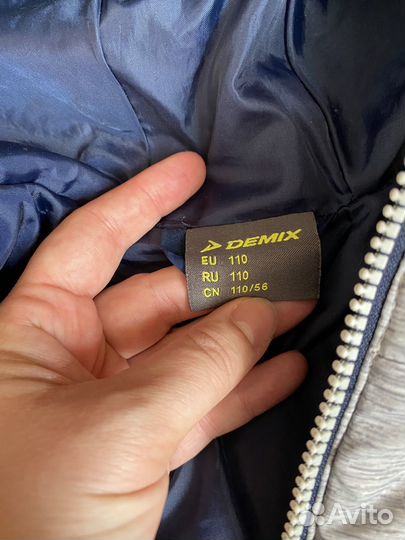 DEMIX
EU 110
RU 110
CN 110/56
Avito